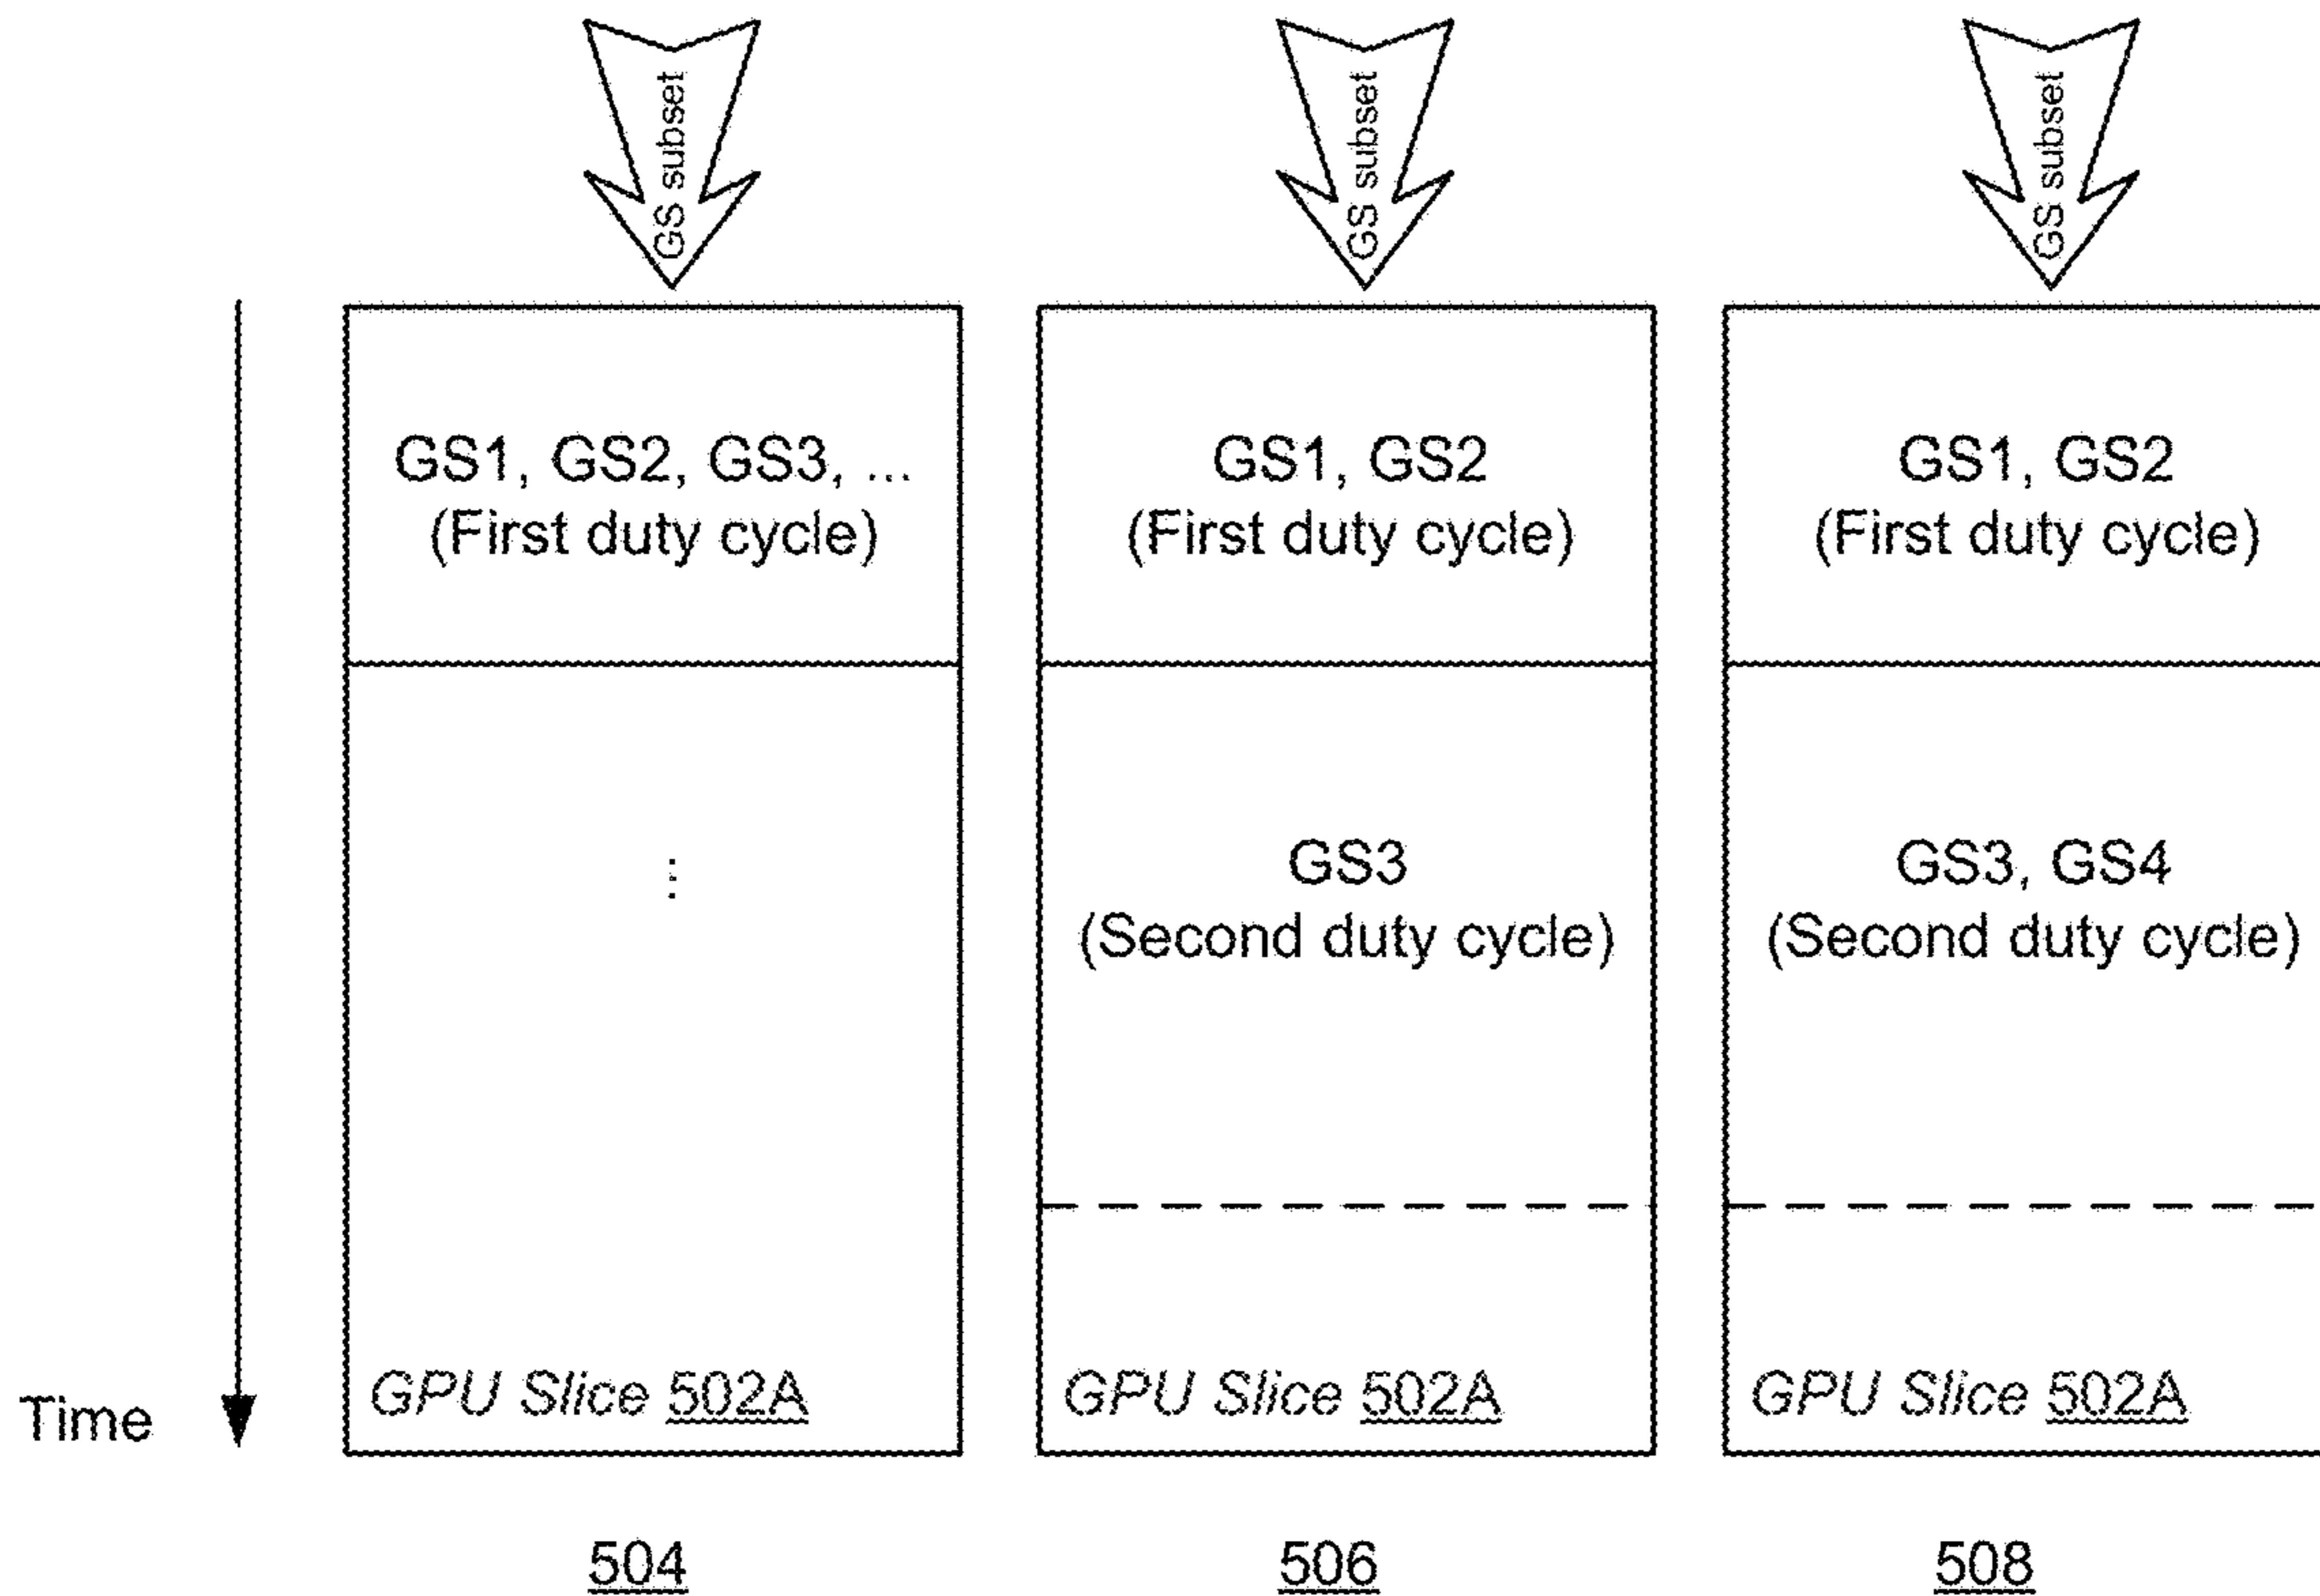 GS subset
GS subset
GS subset
GS1, GS2, GS3, ...
(First duty cycle)
GS1, GS2
(First duty cycle)
GS1, GS2
(First duty cycle)
⋮
GS3
(Second duty cycle)
GS3, GS4
(Second duty cycle)
Time
GPU Slice 502A
GPU Slice 502A
GPU Slice 502A
504
506
508